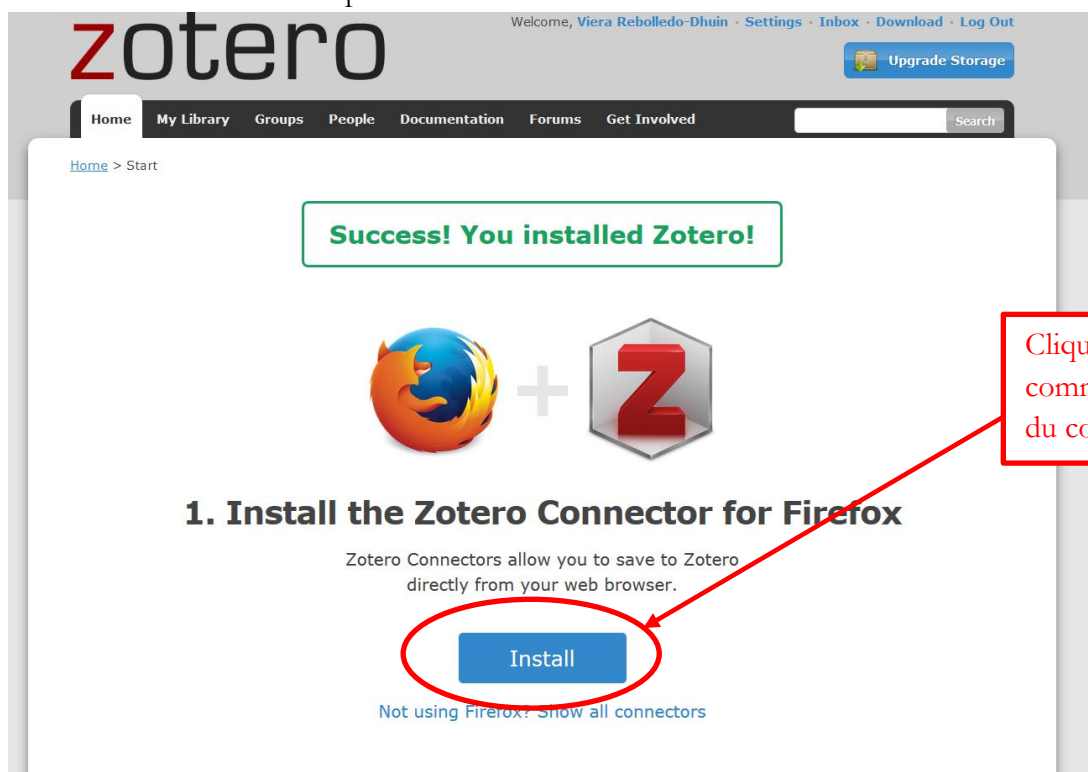 zotero
Welcome, Viera Rebolledo-Dhuin · Settings · Inbox · Download · Log Out
Upgrade Storage
Home My Library Groups People Documentation Forums Get Involved Search
Home > Start
Success! You installed Zotero!
+
Z
1. Install the Zotero Connector for Firefox
Zotero Connectors allow you to save to Zotero
directly from your web browser.
Install
Not using Firefox? Show all connectors
du